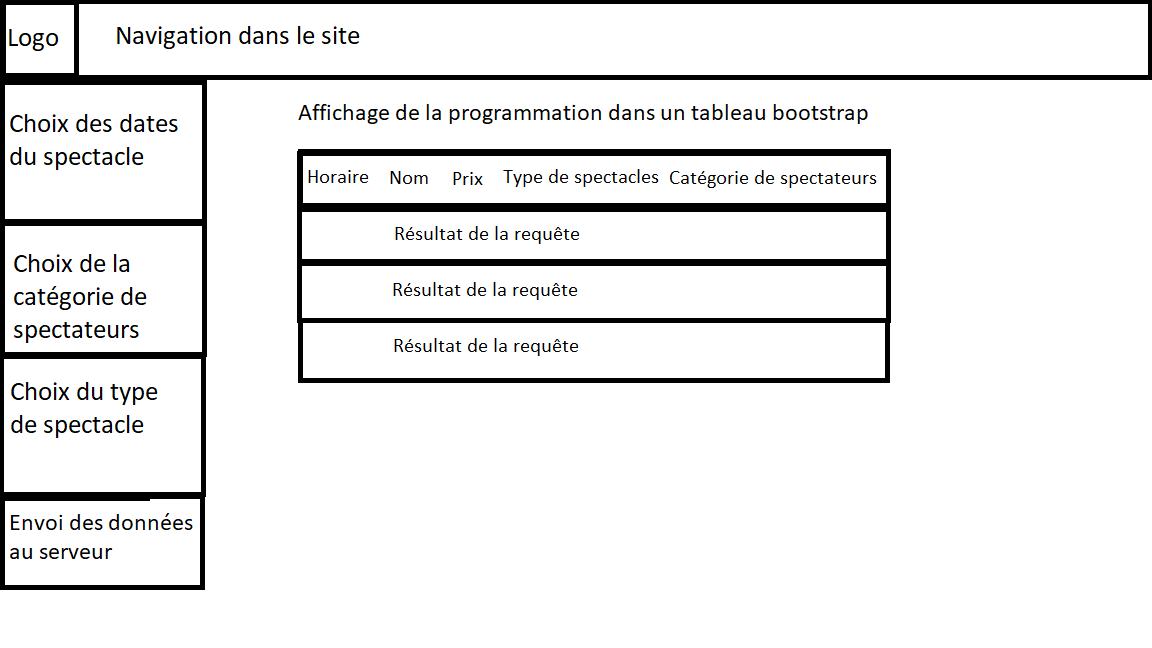 Logo
Navigation dans le site
Choix des dates
du spectacle
Choix de la
catégorie de
spectateurs
Choix du type
de spectacle
Envoi des données
au serveur
Affichage de la programmation dans un tableau bootstrap
Horaire Nom Prix Type de spectacles Catégorie de spectateurs
Résultat de la requête
Résultat de la requête
Résultat de la requête